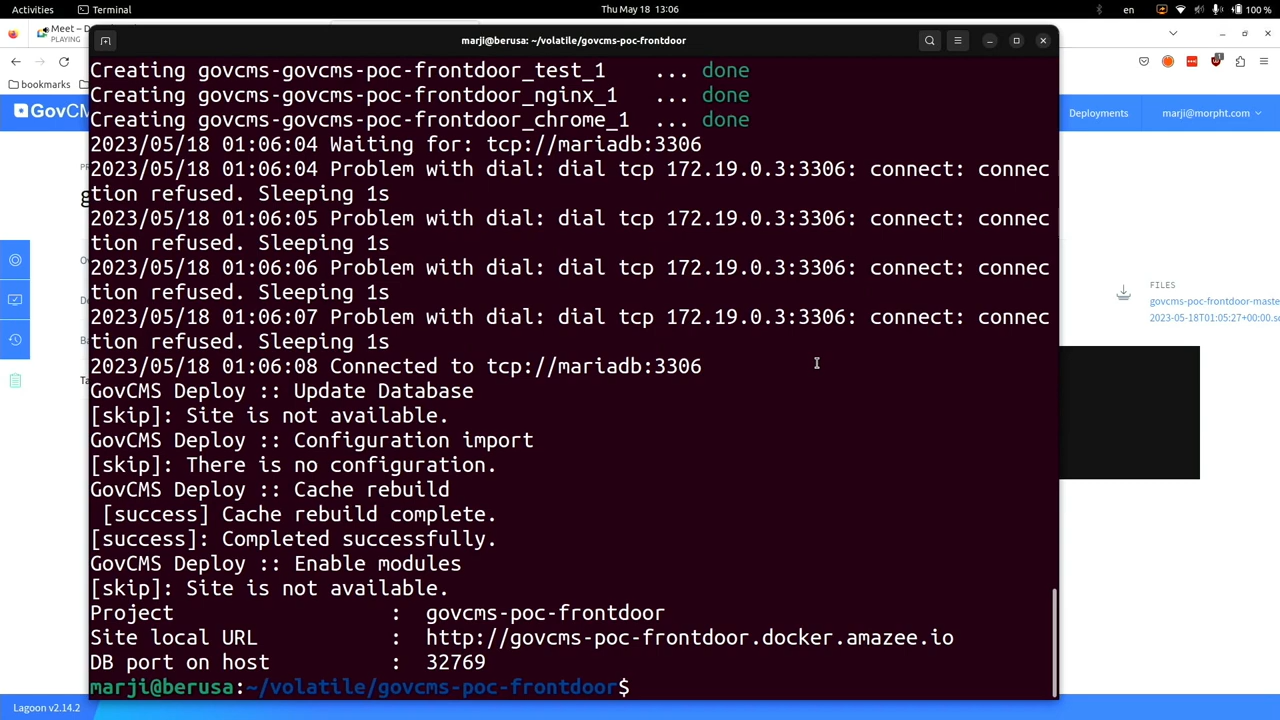 Activities Terminal Thu May 18 13:06 en 100 %
Meet –
PLAYING
marji@berusa: ~/volatile/govcms-poc-frontdoor
bookmarks
GovCM
Deployments marji@morpht.com
Creating govcms-govcms-poc-frontdoor_test_1 ... done
Creating govcms-govcms-poc-frontdoor_nginx_1 ... done
Creating govcms-govcms-poc-frontdoor_chrome_1 ... done
2023/05/18 01:06:04 Waiting for: tcp://mariadb:3306
2023/05/18 01:06:04 Problem with dial: dial tcp 172.19.0.3:3306: connect: connec
tion refused. Sleeping 1s
2023/05/18 01:06:05 Problem with dial: dial tcp 172.19.0.3:3306: connect: connec
tion refused. Sleeping 1s
2023/05/18 01:06:06 Problem with dial: dial tcp 172.19.0.3:3306: connect: connec
tion refused. Sleeping 1s
2023/05/18 01:06:07 Problem with dial: dial tcp 172.19.0.3:3306: connect: connec
tion refused. Sleeping 1s
2023/05/18 01:06:08 Connected to tcp://mariadb:3306
GovCMS Deploy :: Update Database
[skip]: Site is not available.
GovCMS Deploy :: Configuration import
[skip]: There is no configuration.
GovCMS Deploy :: Cache rebuild
[success] Cache rebuild complete.
[success]: Completed successfully.
GovCMS Deploy :: Enable modules
[skip]: Site is not available.
Project : govcms-poc-frontdoor
Site local URL : http://govcms-poc-frontdoor.docker.amazee.io
DB port on host : 32769
marji@berusa:~/volatile/govcms-poc-frontdoor$
FILES
govcms-poc-frontdoor-maste
2023-05-18T01:05:27+00:00.s
Lagoon v2.14.2